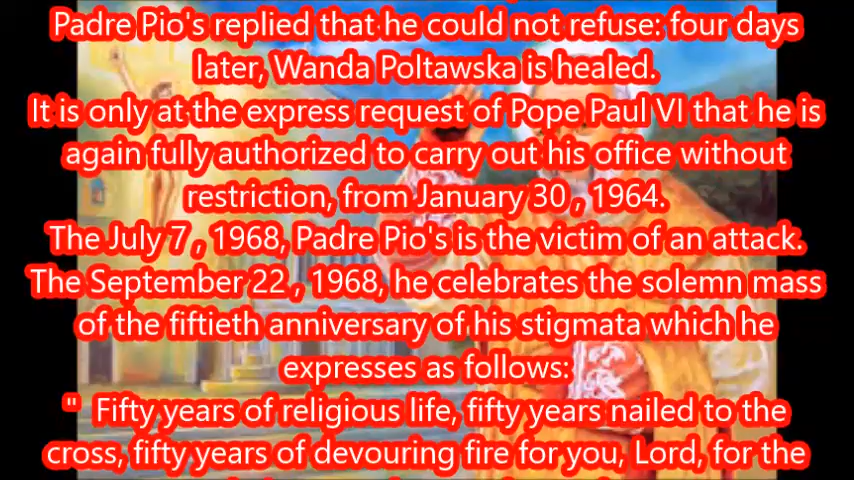 Padre Pio's replied that he could not refuse: four days
later, Wanda Poltawska is healed.
It is only at the express request of Pope Paul VI that he is
again fully authorized to carry out his office without
restriction, from January 30 , 1964.
The July 7 , 1968, Padre Pio's is the victim of an attack.
The September 22 , 1968, he celebrates the solemn mass
of the fiftieth anniversary of his stigmata which he
expresses as follows:
" Fifty years of religious life, fifty years nailed to the
cross, fifty years of devouring fire for you, Lord, for the